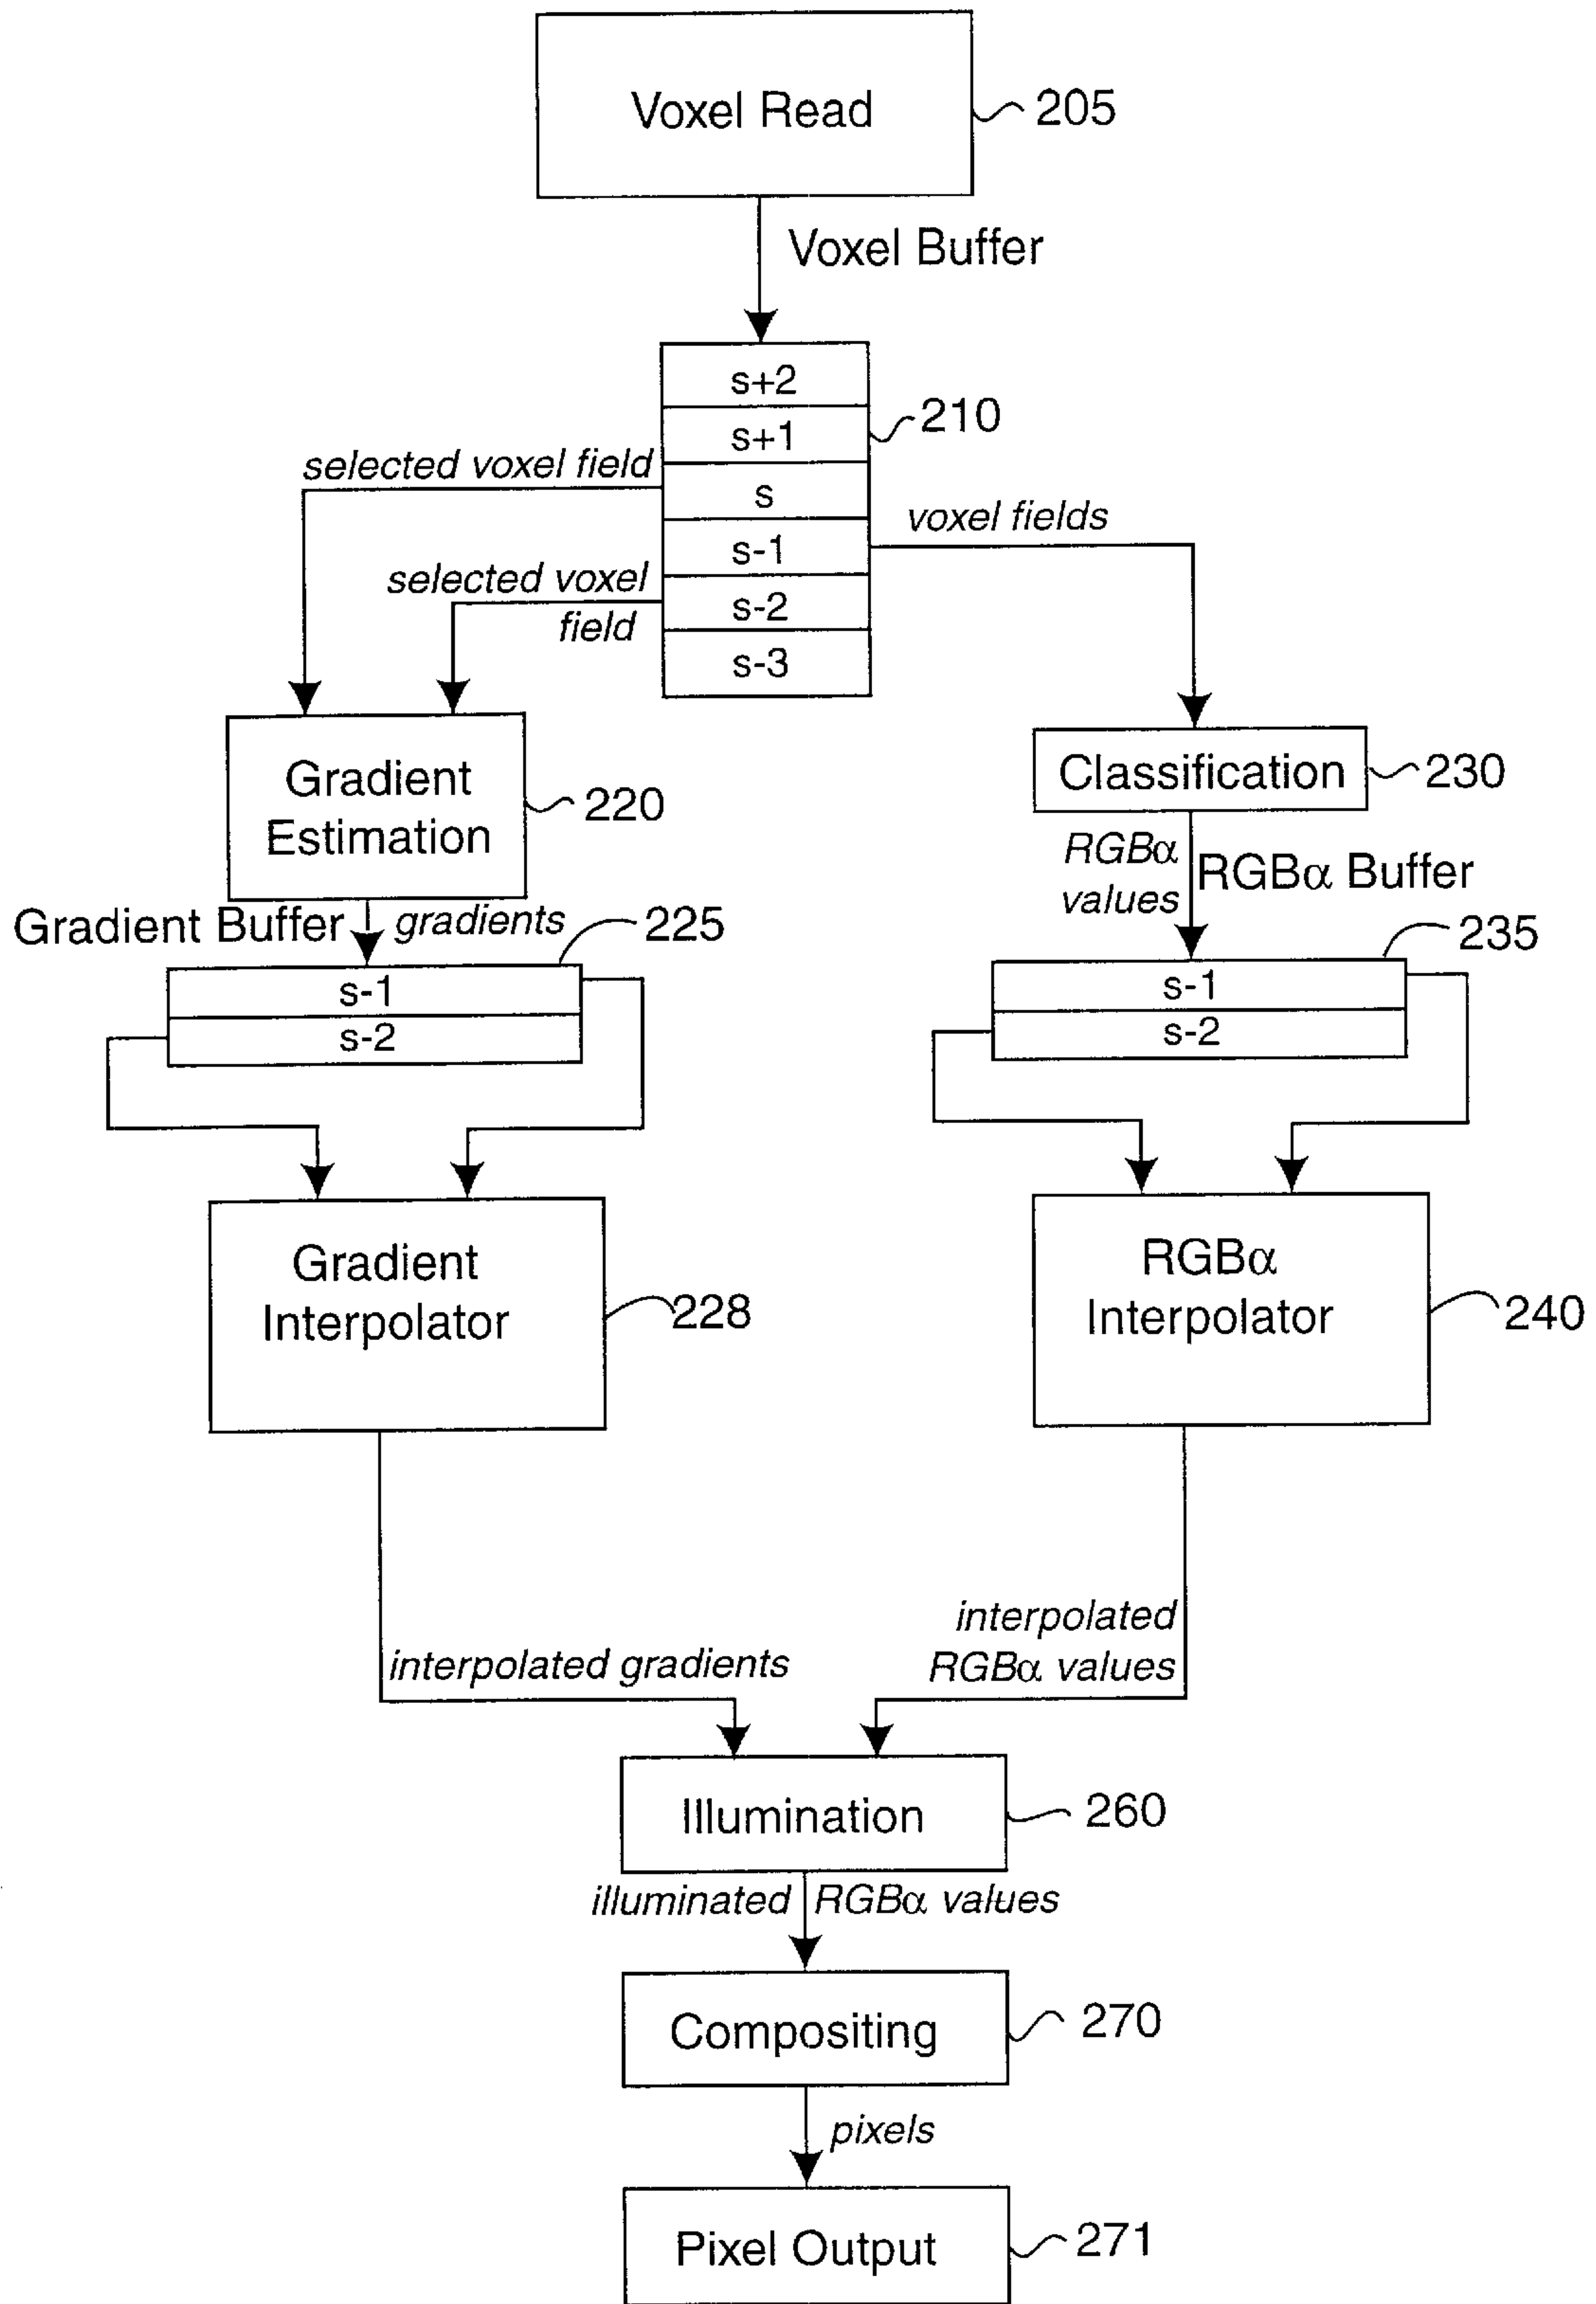 Voxel Read
205
Voxel Buffer
s+2
s+1
210
selected voxel field
s
voxel fields
s-1
selected voxel
field
s-2
s-3
Gradient
Estimation
220
Classification
230
RGBα
values
RGBα Buffer
Gradient Buffer
gradients
225
235
s-1
s-2
s-1
s-2
Gradient
Interpolator
228
RGBα
Interpolator
240
interpolated gradients
interpolated
RGBα values
Illumination
260
illuminated RGBα values
Compositing
270
pixels
Pixel Output
271